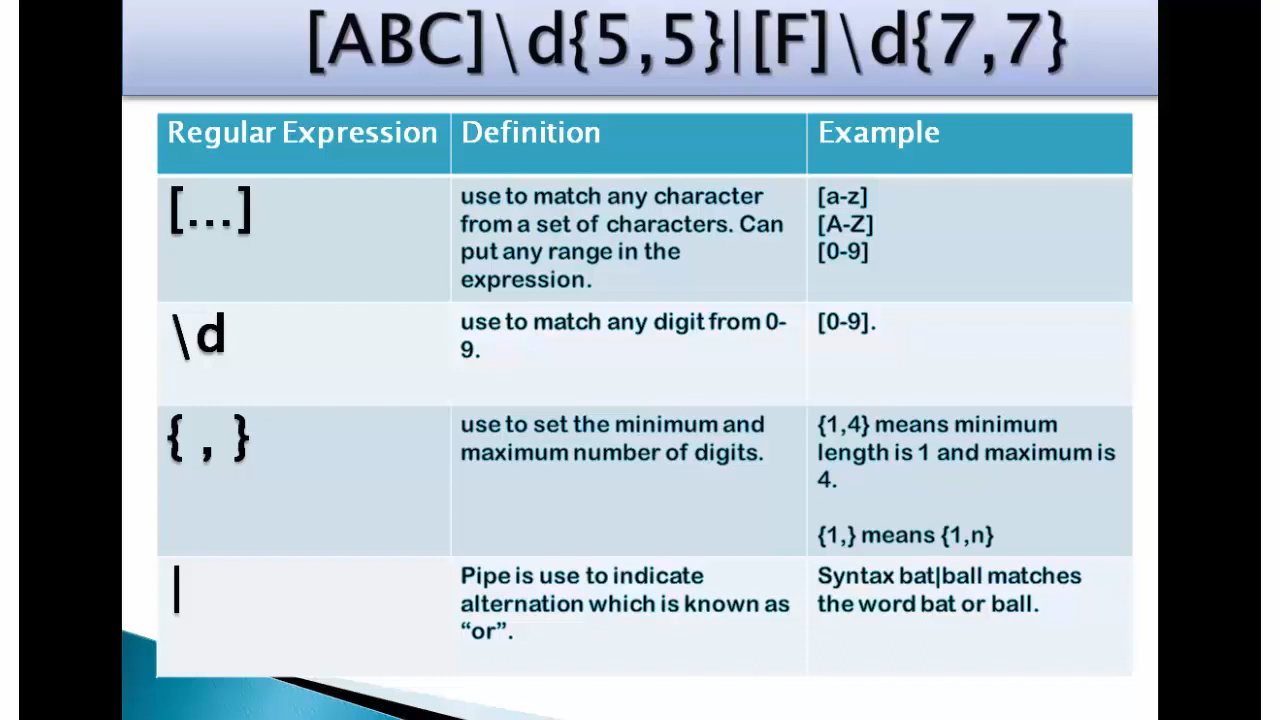 [ABC]\d{5,5}|[F]\d{7,7}
Regular Expression
Definition
Example
[...]
use to match any character
from a set of characters. Can
put any range in the
expression.
[a-z]
[A-Z]
[0-9]
\d
use to match any digit from 0-
9.
[0-9].
{ , }
use to set the minimum and
maximum number of digits.
{1,4} means minimum
length is 1 and maximum is
4.
{1,} means {1,n}
|
Pipe is use to indicate
alternation which is known as
“or”.
Syntax bat|ball matches
the word bat or ball.